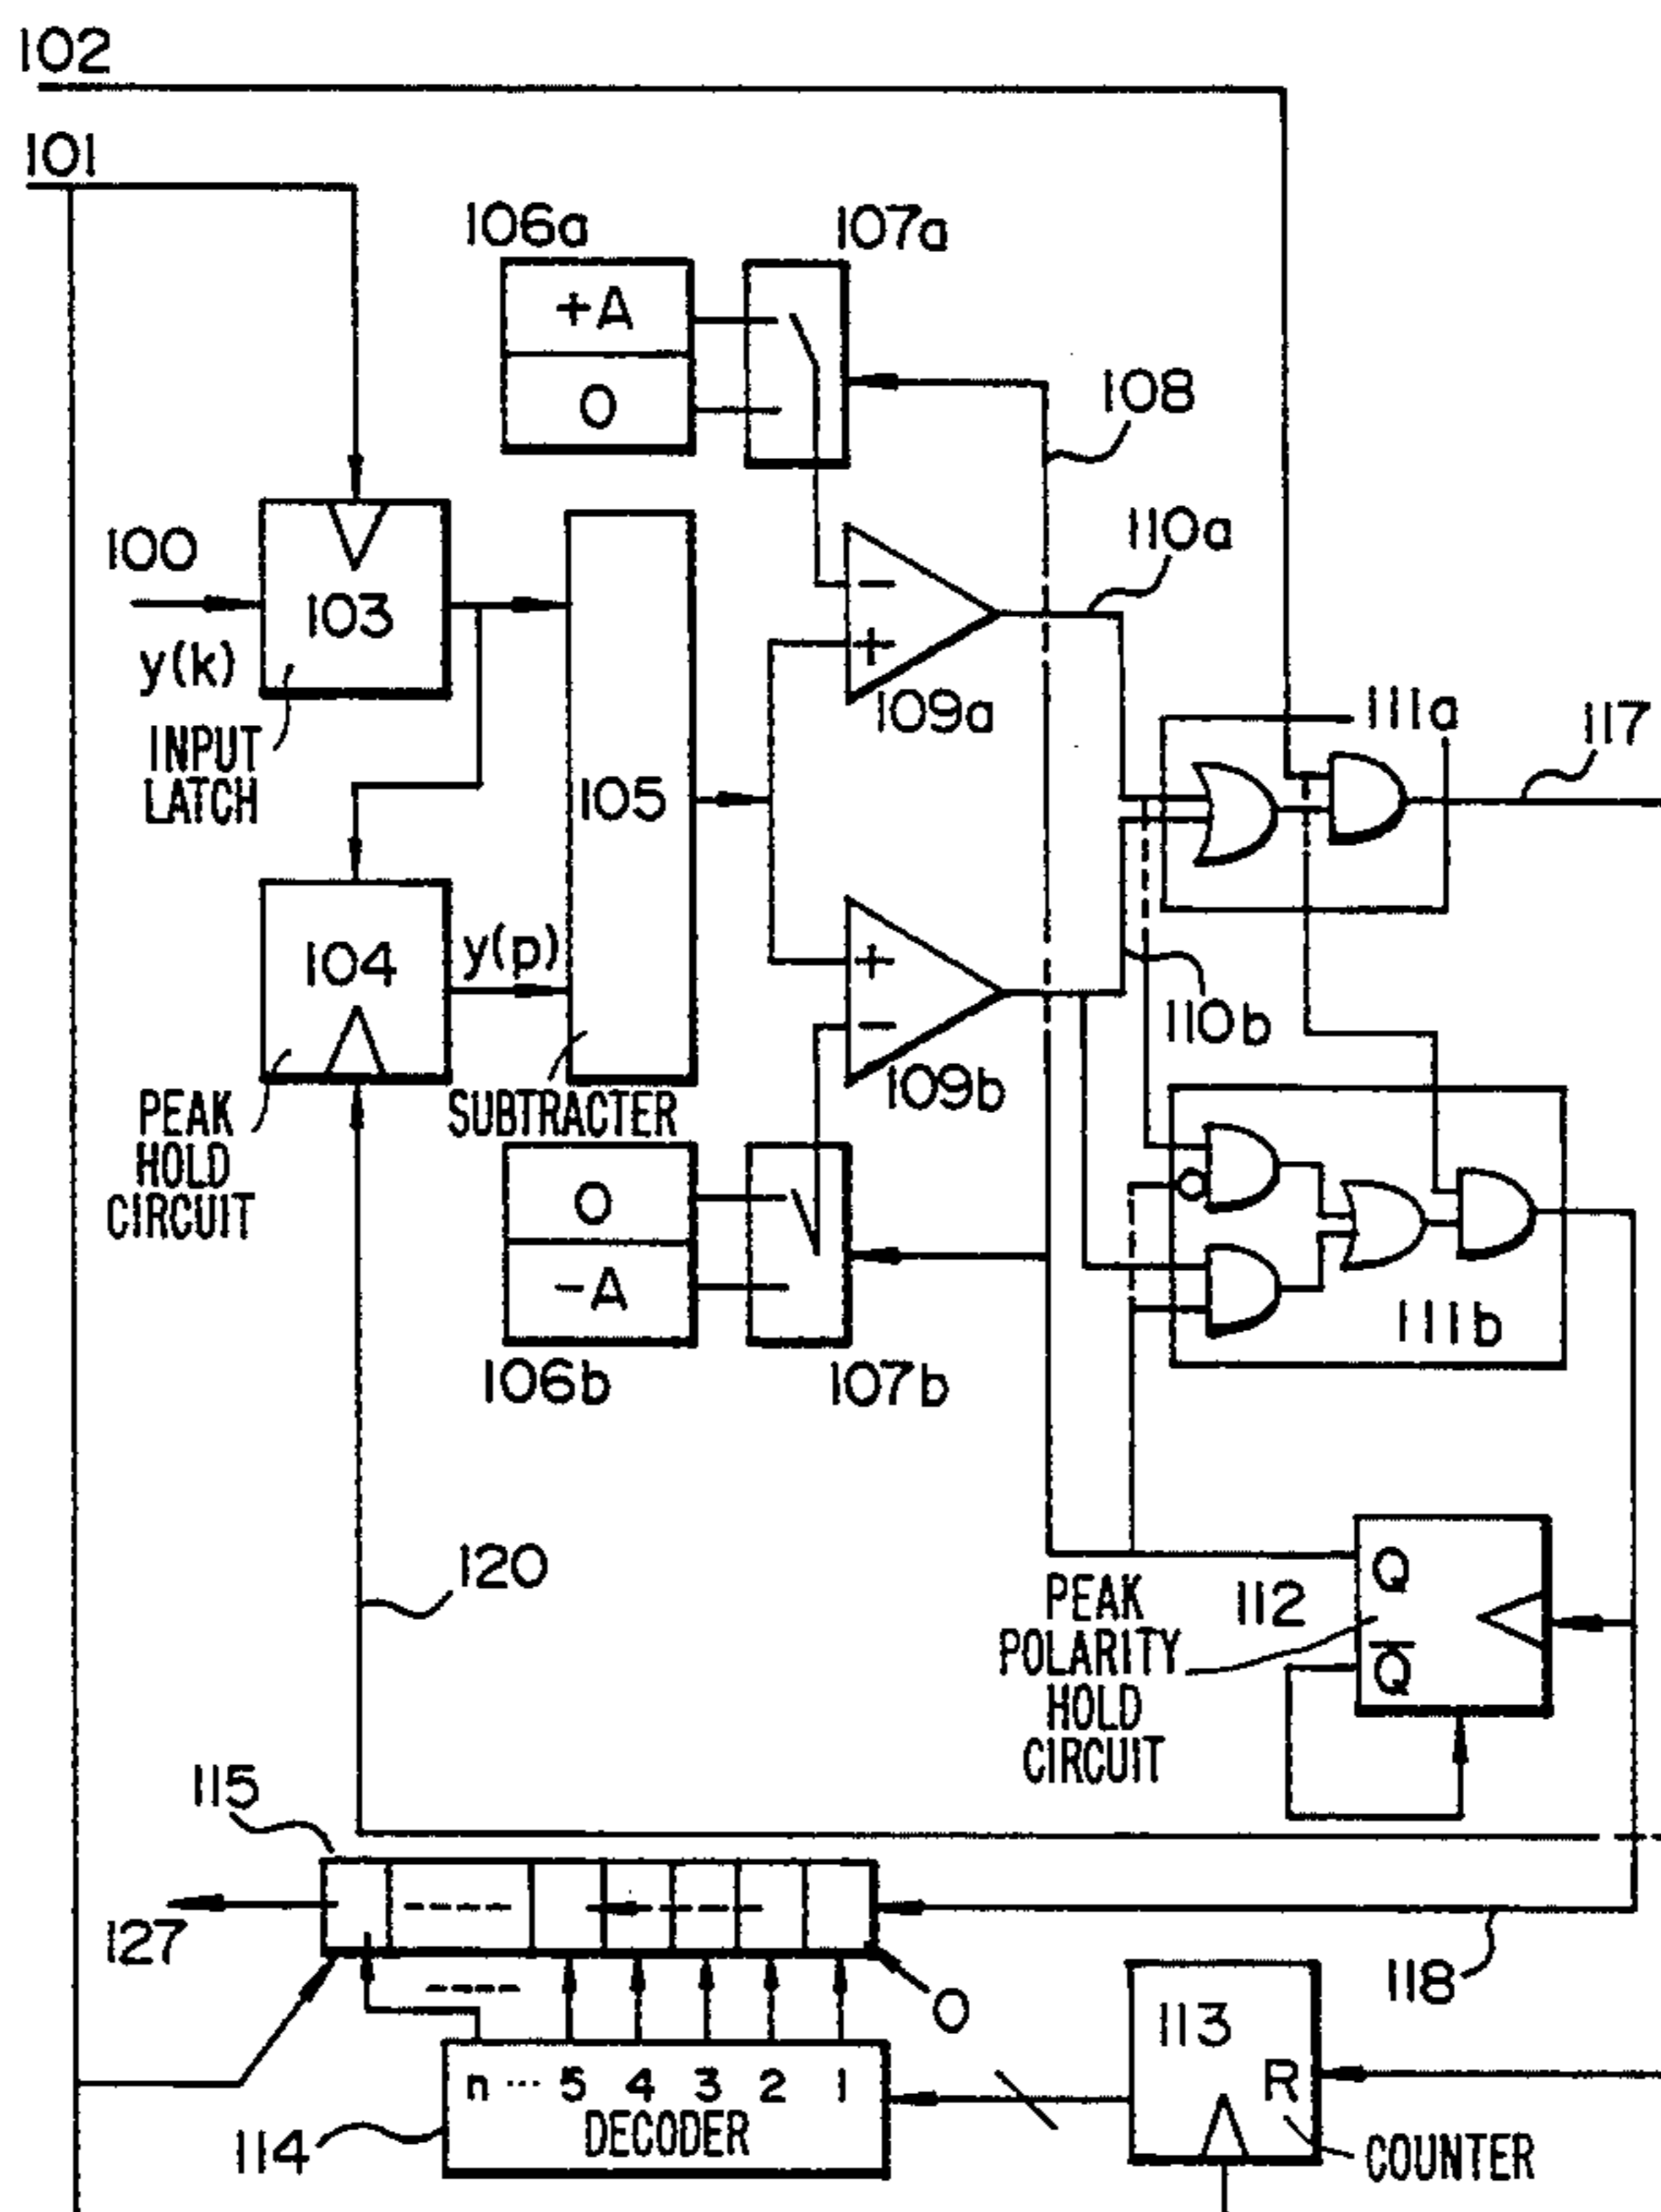 102
101
106a
107a
+A
0
108
100
103
y(k)
INPUT
LATCH
110a
−
+
109a
111a
117
105
104
y(p)
+
−
110b
109b
PEAK
HOLD
CIRCUIT
SUBTRACTER
0
−A
106b
107b
111b
120
Q
112
Q̅
PEAK
POLARITY
HOLD
CIRCUIT
115
127
0
118
113
R
n ... 5 4 3 2 1
DECODER
114
COUNTER